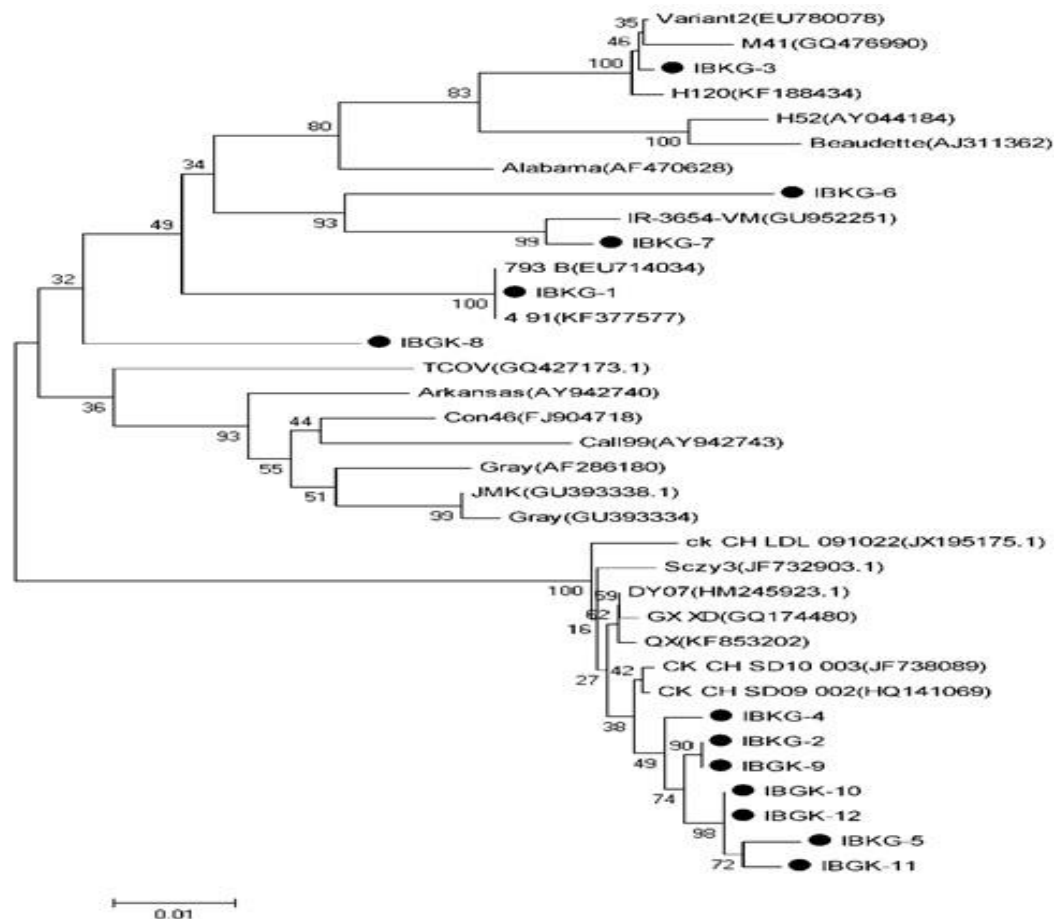 35
Variant2(EU780078)
46
M41(GQ476990)
100
IBKG-3
H120(KF188434)
83
H52(AY044184)
100
Beaudette(AJ311362)
80
Alabama(AF470628)
34
IBKG-6
93
IR-3654-VM(GU952251)
99
IBKG-7
49
793 B(EU714034)
100
IBKG-1
4 91(KF377577)
32
IBGK-8
TCOV(GQ427173.1)
36
Arkansas(AY942740)
93
44
Con46(FJ904718)
Call99(AY942743)
55
Gray(AF286180)
51
JMK(GU393338.1)
99
Gray(GU393334)
ck CH LDL 091022(JX195175.1)
100
Sczy3(JF732903.1)
59
DY07(HM245923.1)
62
GX XD(GQ174480)
16
QX(KF853202)
27
42
CK CH SD10 003(JF738089)
CK CH SD09 002(HQ141069)
38
IBKG-4
90
IBKG-2
49
IBGK-9
74
IBGK-10
IBGK-12
98
IBKG-5
72
IBGK-11
0.01